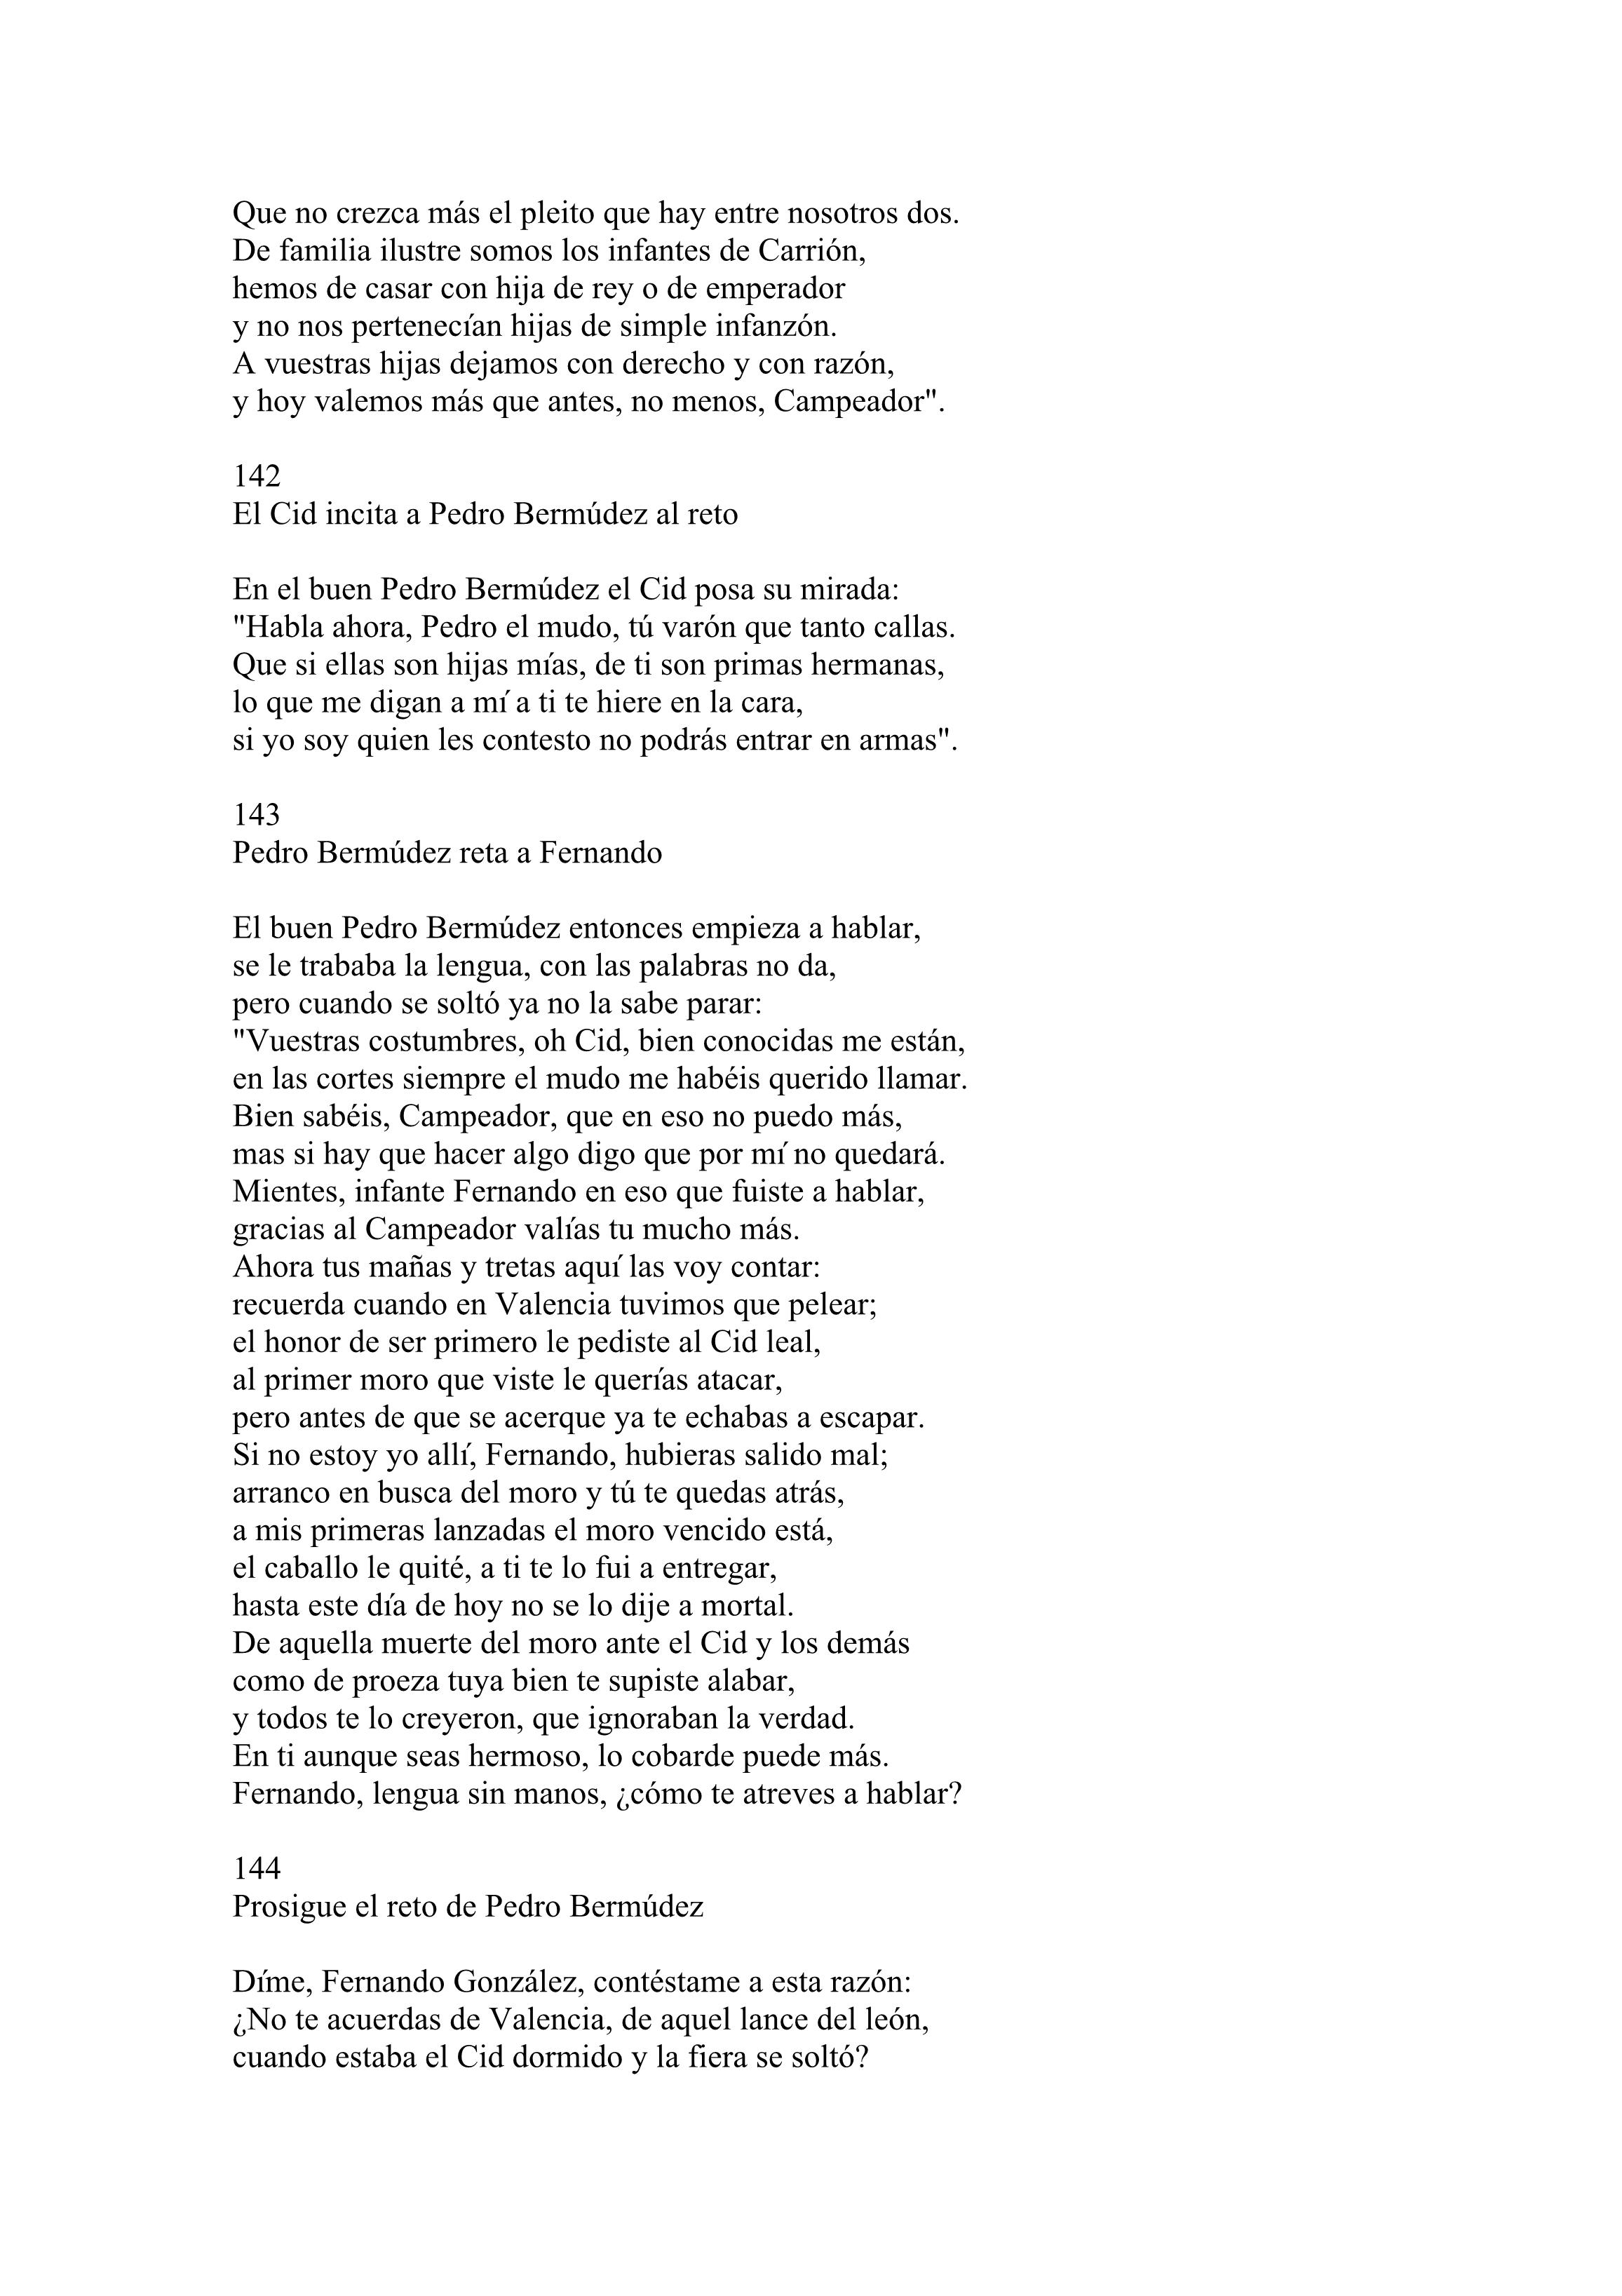 Que no crezca más el pleito que hay entre nosotros dos.
De familia ilustre somos los infantes de Carrión,
hemos de casar con hija de rey o de emperador
y no nos pertenecían hijas de simple infanzón.
A vuestras hijas dejamos con derecho y con razón,
y hoy valemos más que antes, no menos, Campeador".
142
El Cid incita a Pedro Bermúdez al reto
En el buen Pedro Bermúdez el Cid posa su mirada:
"Habla ahora, Pedro el mudo, tú varón que tanto callas.
Que si ellas son hijas mías, de ti son primas hermanas,
lo que me digan a mí a ti te hiere en la cara,
si yo soy quien les contesto no podrás entrar en armas".
143
Pedro Bermúdez reta a Fernando
El buen Pedro Bermúdez entonces empieza a hablar,
se le trababa la lengua, con las palabras no da,
pero cuando se soltó ya no la sabe parar:
"Vuestras costumbres, oh Cid, bien conocidas me están,
en las cortes siempre el mudo me habéis querido llamar.
Bien sabéis, Campeador, que en eso no puedo más,
mas si hay que hacer algo digo que por mí no quedará.
Mientes, infante Fernando en eso que fuiste a hablar,
gracias al Campeador valías tu mucho más.
Ahora tus mañas y tretas aquí las voy contar:
recuerda cuando en Valencia tuvimos que pelear;
el honor de ser primero le pediste al Cid leal,
al primer moro que viste le querías atacar,
pero antes de que se acerque ya te echabas a escapar.
Si no estoy yo allí, Fernando, hubieras salido mal;
arranco en busca del moro y tú te quedas atrás,
a mis primeras lanzadas el moro vencido está,
el caballo le quité, a ti te lo fui a entregar,
hasta este día de hoy no se lo dije a mortal.
De aquella muerte del moro ante el Cid y los demás
como de proeza tuya bien te supiste alabar,
y todos te lo creyeron, que ignoraban la verdad.
En ti aunque seas hermoso, lo cobarde puede más.
Fernando, lengua sin manos, ¿cómo te atreves a hablar?
144
Prosigue el reto de Pedro Bermúdez
Díme, Fernando González, contéstame a esta razón:
¿No te acuerdas de Valencia, de aquel lance del león,
cuando estaba el Cid dormido y la fiera se soltó?